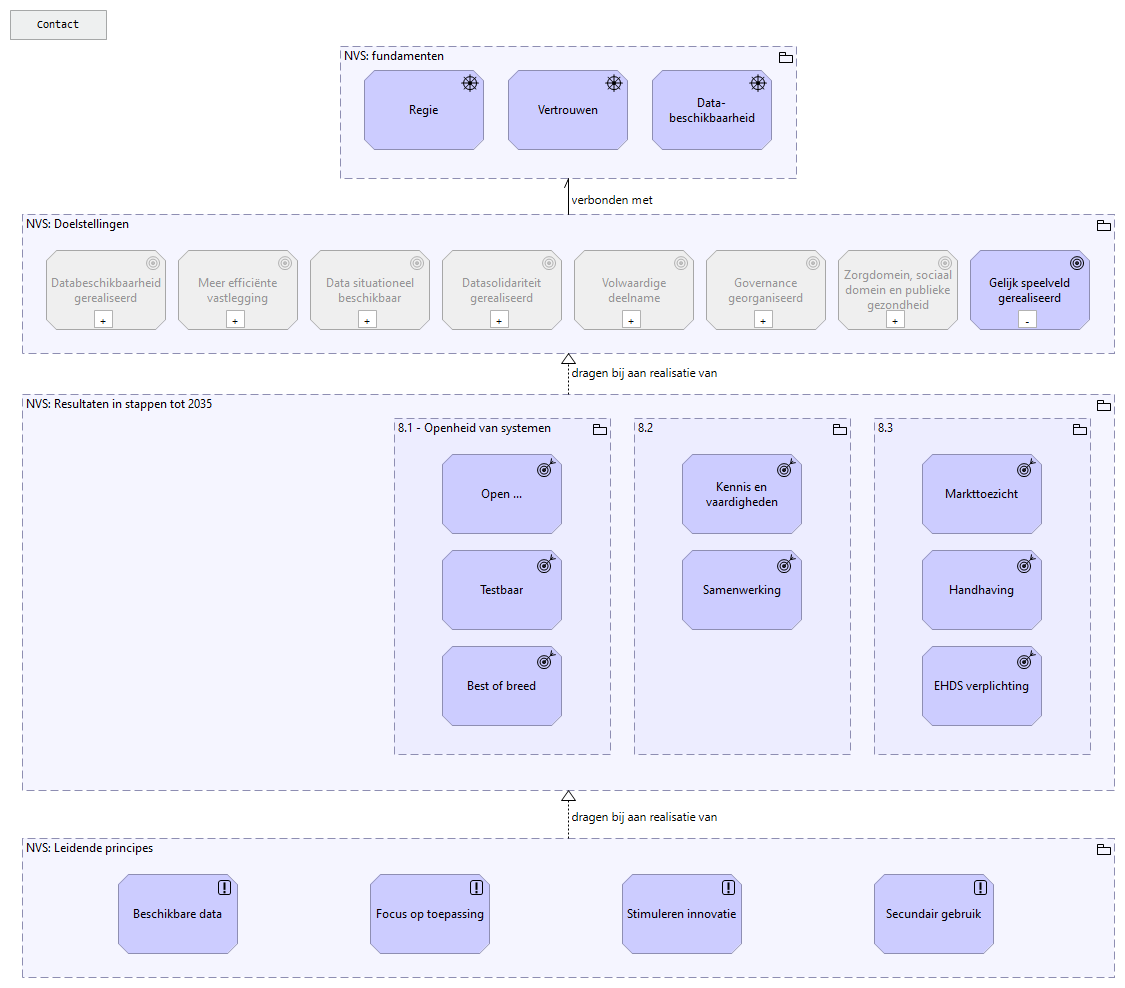 Contact
NVS: fundamenten
Regie
Vertrouwen
Data-
beschikbaarheid
verbonden met
NVS: Doelstellingen
Databeschikbaarheid
gerealiseerd
+
Meer efficiënte
vastlegging
+
Data situationeel
beschikbaar
+
Datasolidariteit
gerealiseerd
+
Volwaardige
deelname
+
Governance
georganiseerd
+
Zorgdomein, sociaal
domein en publieke
gezondheid
+
Gelijk speelveld
gerealiseerd
-
dragen bij aan realisatie van
NVS: Resultaten in stappen tot 2035
8.1 - Openheid van systemen
Open ...
Testbaar
Best of breed
8.2
Kennis en
vaardigheden
Samenwerking
8.3
Markttoezicht
Handhaving
EHDS verplichting
dragen bij aan realisatie van
NVS: Leidende principes
Beschikbare data
Focus op toepassing
Stimuleren innovatie
Secundair gebruik